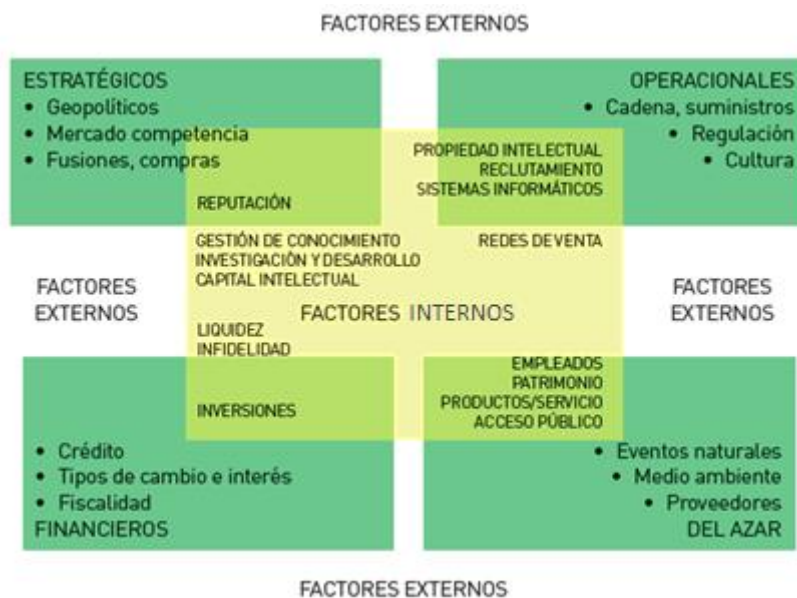 FACTORES EXTERNOS
ESTRATÉGICOS
• Geopolíticos
• Mercado competencia
• Fusiones, compras
OPERACIONALES
• Cadena, suministros
• Regulación
• Cultura
REPUTACIÓN
PROPIEDAD INTELECTUAL
RECLUTAMIENTO
SISTEMAS INFORMÁTICOS
GESTIÓN DE CONOCIMIENTO
INVESTIGACIÓN Y DESARROLLO
CAPITAL INTELECTUAL
REDES DE VENTA
FACTORES
EXTERNOS
FACTORES INTERNOS
FACTORES
EXTERNOS
LIQUIDEZ
INFIDELIDAD
INVERSIONES
EMPLEADOS
PATRIMONIO
PRODUCTOS/SERVICIO
ACCESO PÚBLICO
• Crédito
• Tipos de cambio e interés
• Fiscalidad
FINANCIEROS
• Eventos naturales
• Medio ambiente
• Proveedores
DEL AZAR
FACTORES EXTERNOS